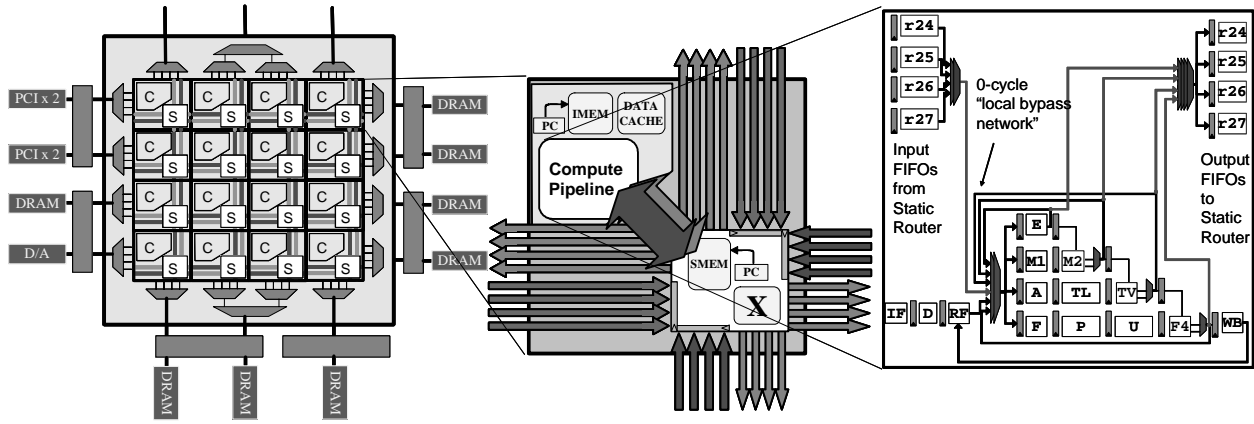 PCI x 2
PCI x 2
DRAM
D/A
C
S
C
S
C
S
C
S
C
S
C
S
C
S
C
S
C
S
C
S
C
S
C
S
C
S
C
S
C
S
C
S
DRAM
DRAM
DRAM
DRAM
DRAM
DRAM
DRAM
PC
IMEM
DATA
CACHE
Compute
Pipeline
SMEM
PC
X
r24
r25
r26
r27
Input
FIFOs
from
Static
Router
0-cycle
“local bypass
network”
r24
r25
r26
r27
Output
FIFOs
to
Static
Router
E
M1
M2
A
TL
TV
IF
D
RF
F
P
U
F4
WB